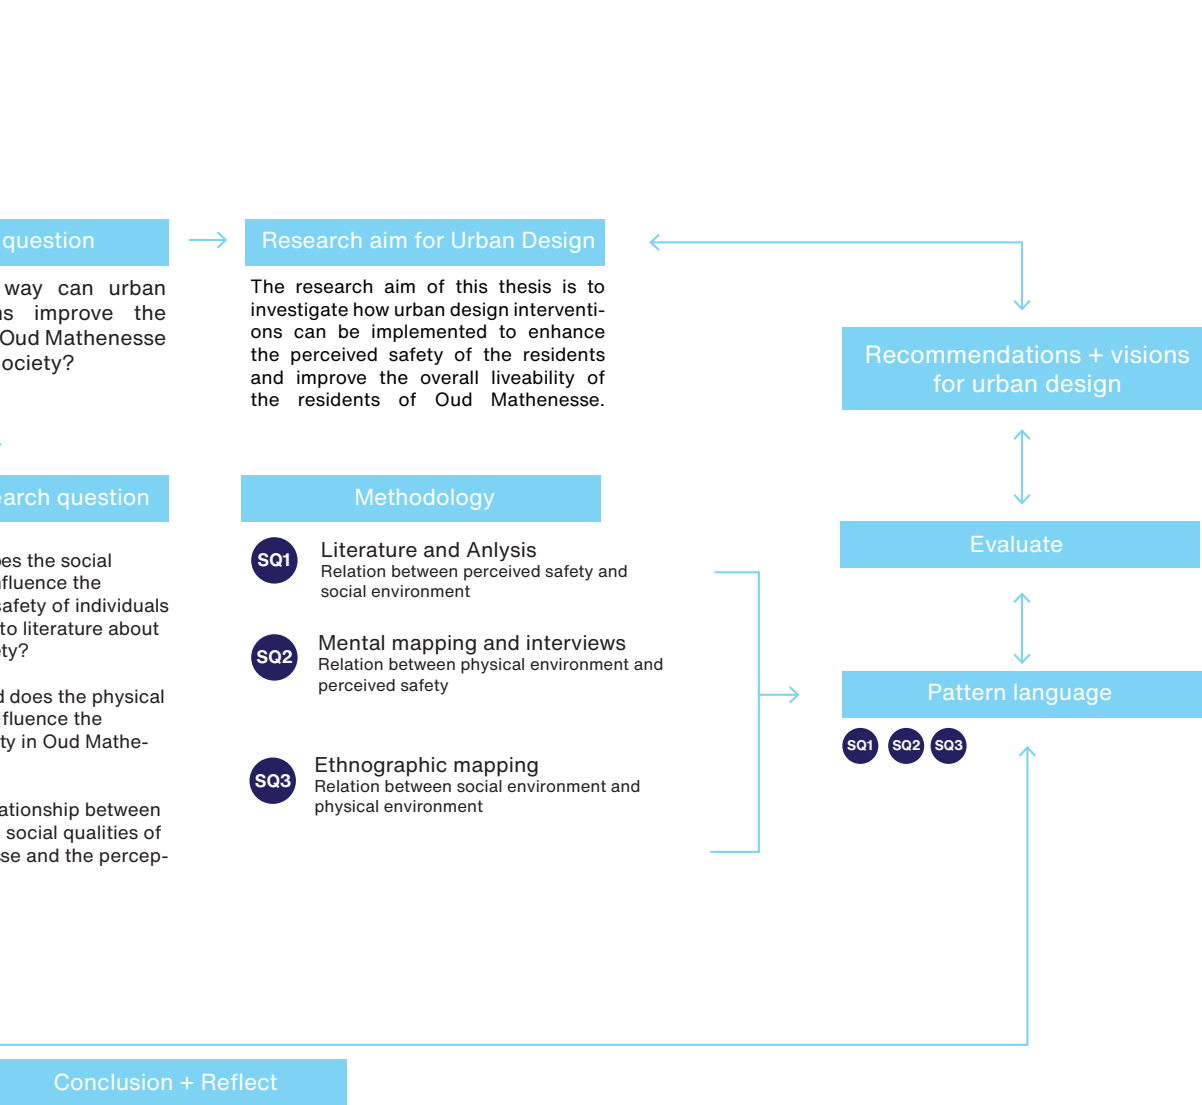 question
way can urban
improve the
Oud Mathenesse
ociety?
Research aim for Urban Design
The research aim of this thesis is to
investigate how urban design interventi-
ons can be implemented to enhance
the perceived safety of the residents
and improve the overall liveability of
the residents of Oud Mathenesse.
Recommendations + visions
for urban design
earch question
es the social
fluence the
safety of individuals
to literature about
ety?
d does the physical
fluence the
ty in Oud Mathe-
ationship between
social qualities of
sse and the percep-
Methodology
SQ1
Literature and Anlysis
Relation between perceived safety and
social environment
SQ2
Mental mapping and interviews
Relation between physical environment and
perceived safety
SQ3
Ethnographic mapping
Relation between social environment and
physical environment
Evaluate
Pattern language
SQ1 SQ2 SQ3
Conclusion + Reflect